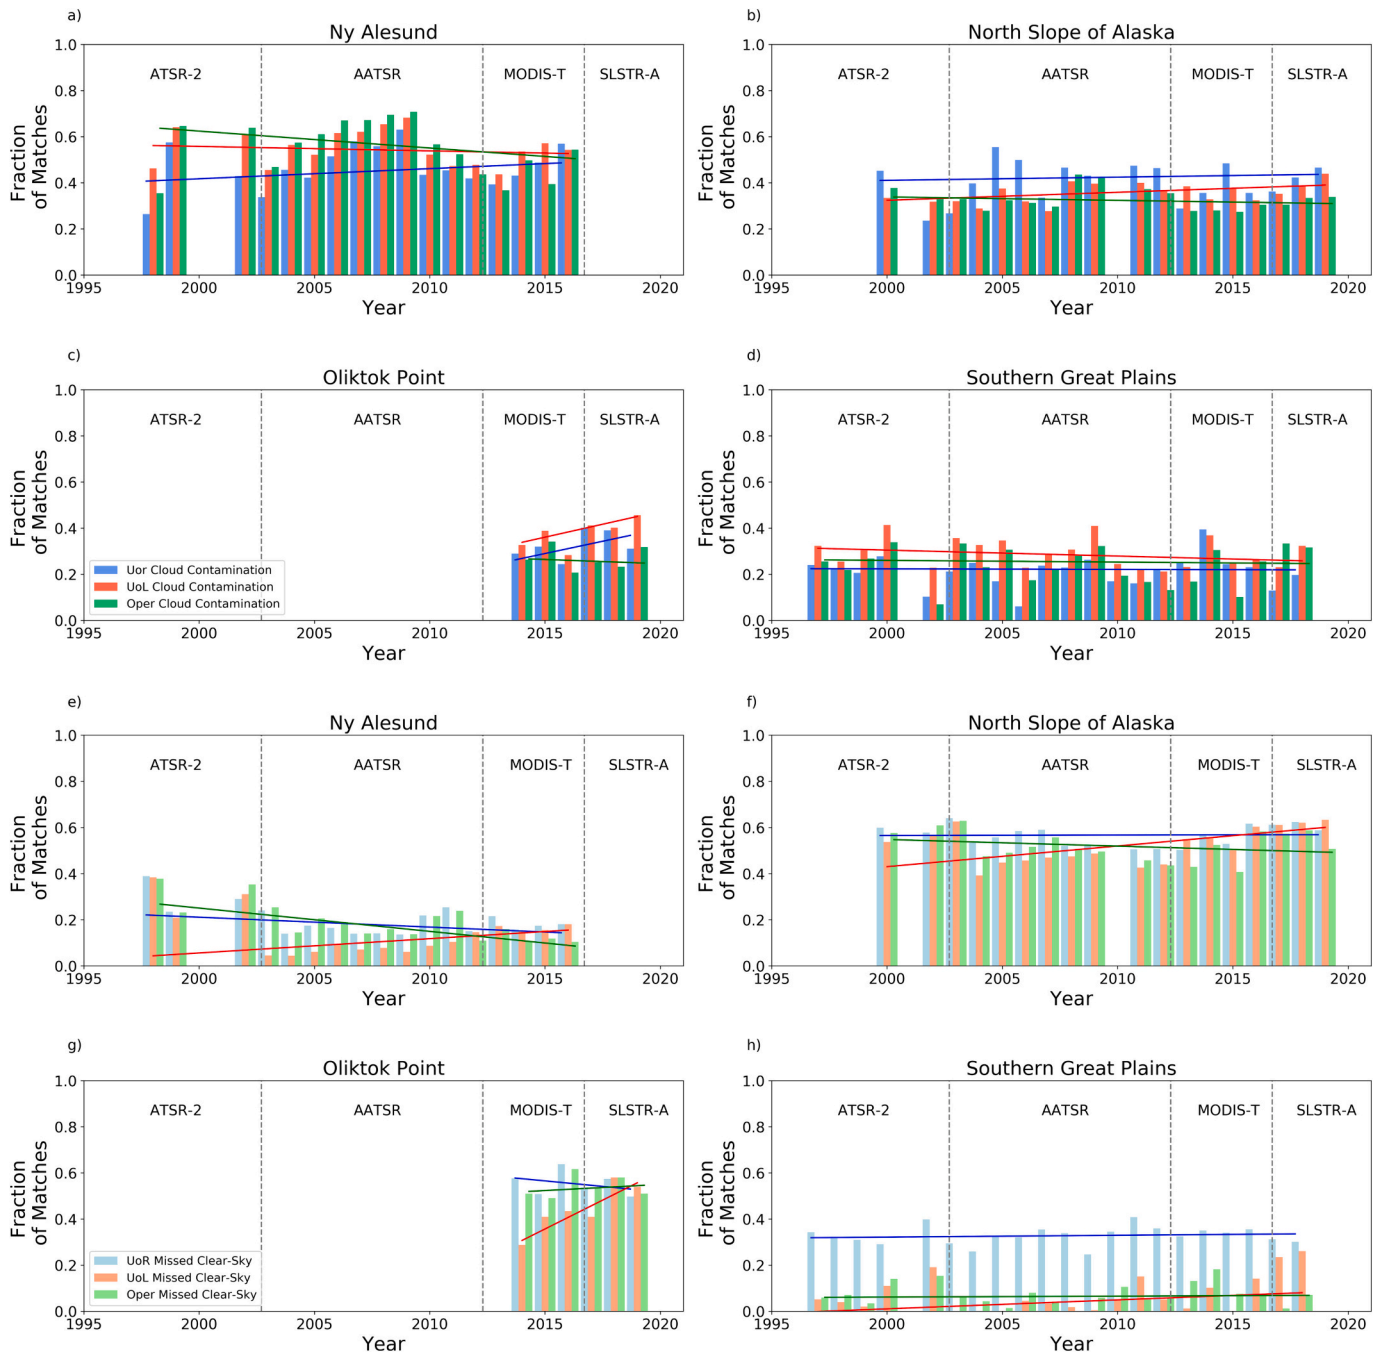 a)
Ny Alesund
1.0
0.8
0.6
0.4
0.2
0.0
Fraction
of Matches
ATSR-2 AATSR MODIS-T SLSTR-A
1995 2000 2005 2010 2015 2020
Year
b)
North Slope of Alaska
1.0
0.8
0.6
0.4
0.2
0.0
Fraction
of Matches
ATSR-2 AATSR MODIS-T SLSTR-A
1995 2000 2005 2010 2015 2020
Year
c)
Oliktok Point
1.0
0.8
0.6
0.4
0.2
0.0
Fraction
of Matches
ATSR-2 AATSR MODIS-T SLSTR-A
Uor Cloud Contamination
UoL Cloud Contamination
Oper Cloud Contamination
1995 2000 2005 2010 2015 2020
Year
d)
Southern Great Plains
1.0
0.8
0.6
0.4
0.2
0.0
Fraction
of Matches
ATSR-2 AATSR MODIS-T SLSTR-A
1995 2000 2005 2010 2015 2020
Year
e)
Ny Alesund
1.0
0.8
0.6
0.4
0.2
0.0
Fraction
of Matches
ATSR-2 AATSR MODIS-T SLSTR-A
1995 2000 2005 2010 2015 2020
Year
f)
North Slope of Alaska
1.0
0.8
0.6
0.4
0.2
0.0
Fraction
of Matches
ATSR-2 AATSR MODIS-T SLSTR-A
1995 2000 2005 2010 2015 2020
Year
g)
Oliktok Point
1.0
0.8
0.6
0.4
0.2
0.0
Fraction
of Matches
ATSR-2 AATSR MODIS-T SLSTR-A
UoR Missed Clear-Sky
UoL Missed Clear-Sky
Oper Missed Clear-Sky
1995 2000 2005 2010 2015 2020
Year
h)
Southern Great Plains
1.0
0.8
0.6
0.4
0.2
0.0
Fraction
of Matches
ATSR-2 AATSR MODIS-T SLSTR-A
1995 2000 2005 2010 2015 2020
Year